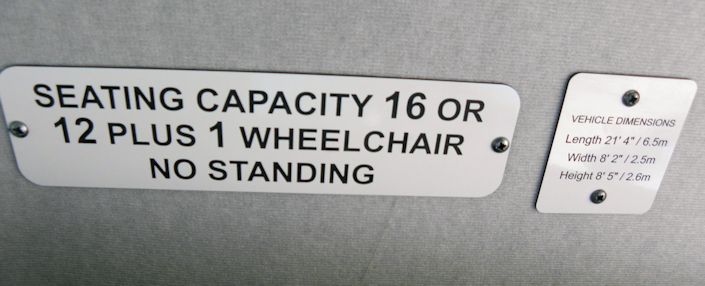 SEATING CAPACITY 16 OR
12 PLUS 1 WHEELCHAIR
NO STANDING
VEHICLE DIMENSIONS
Length 21' 4" / 6.5m
Width 8' 2" / 2.5m
Height 8' 5" / 2.6m